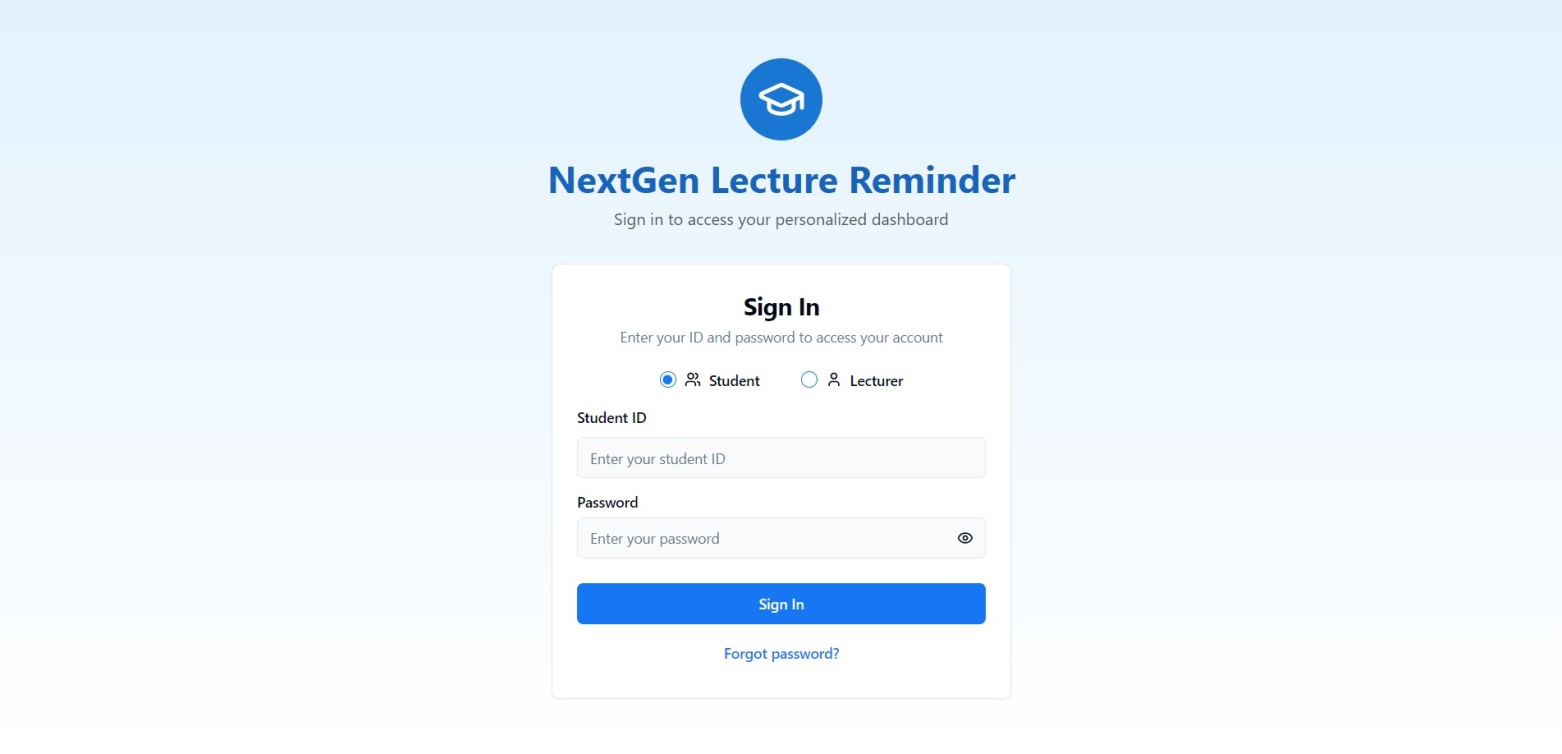 NextGen Lecture Reminder
Sign in to access your personalized dashboard
Sign In
Enter your ID and password to access your account
Student Lecturer
Student ID
Enter your student ID
Password
Enter your password
Sign In
Forgot password?